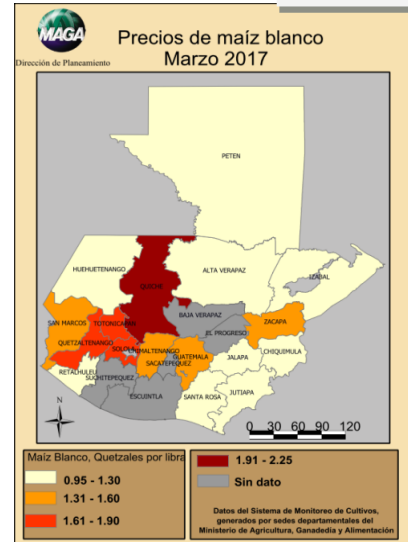 MAGA
Dirección de Planeamiento
Precios de maíz blanco
Marzo 2017
PETEN
HUEHUETENANGO
QUICHE
ALTA VERAPAZ
IZABAL
SAN MARCOS
TOTONICAPAN
BAJA VERAPAZ
EL PROGRESO
ZACAPA
QUETZALTENANGO
SOLOLA
CHIMALTENANGO
GUATEMALA
CHIQUIMULA
SACATEPEQUEZ
JALAPA
RETALHULEU
SUCHITEPEQUEZ
ESCUINTLA
SANTA ROSA
JUTIAPA
N
0 30 60 90 120
Maíz Blanco, Quetzales por libra
0.95 - 1.30
1.31 - 1.60
1.61 - 1.90
1.91 - 2.25
Sin dato
Datos del Sistema de Monitoreo de Cultivos,
generados por sedes departamentales del
Ministerio de Agricultura, Ganadedia y Alimentación